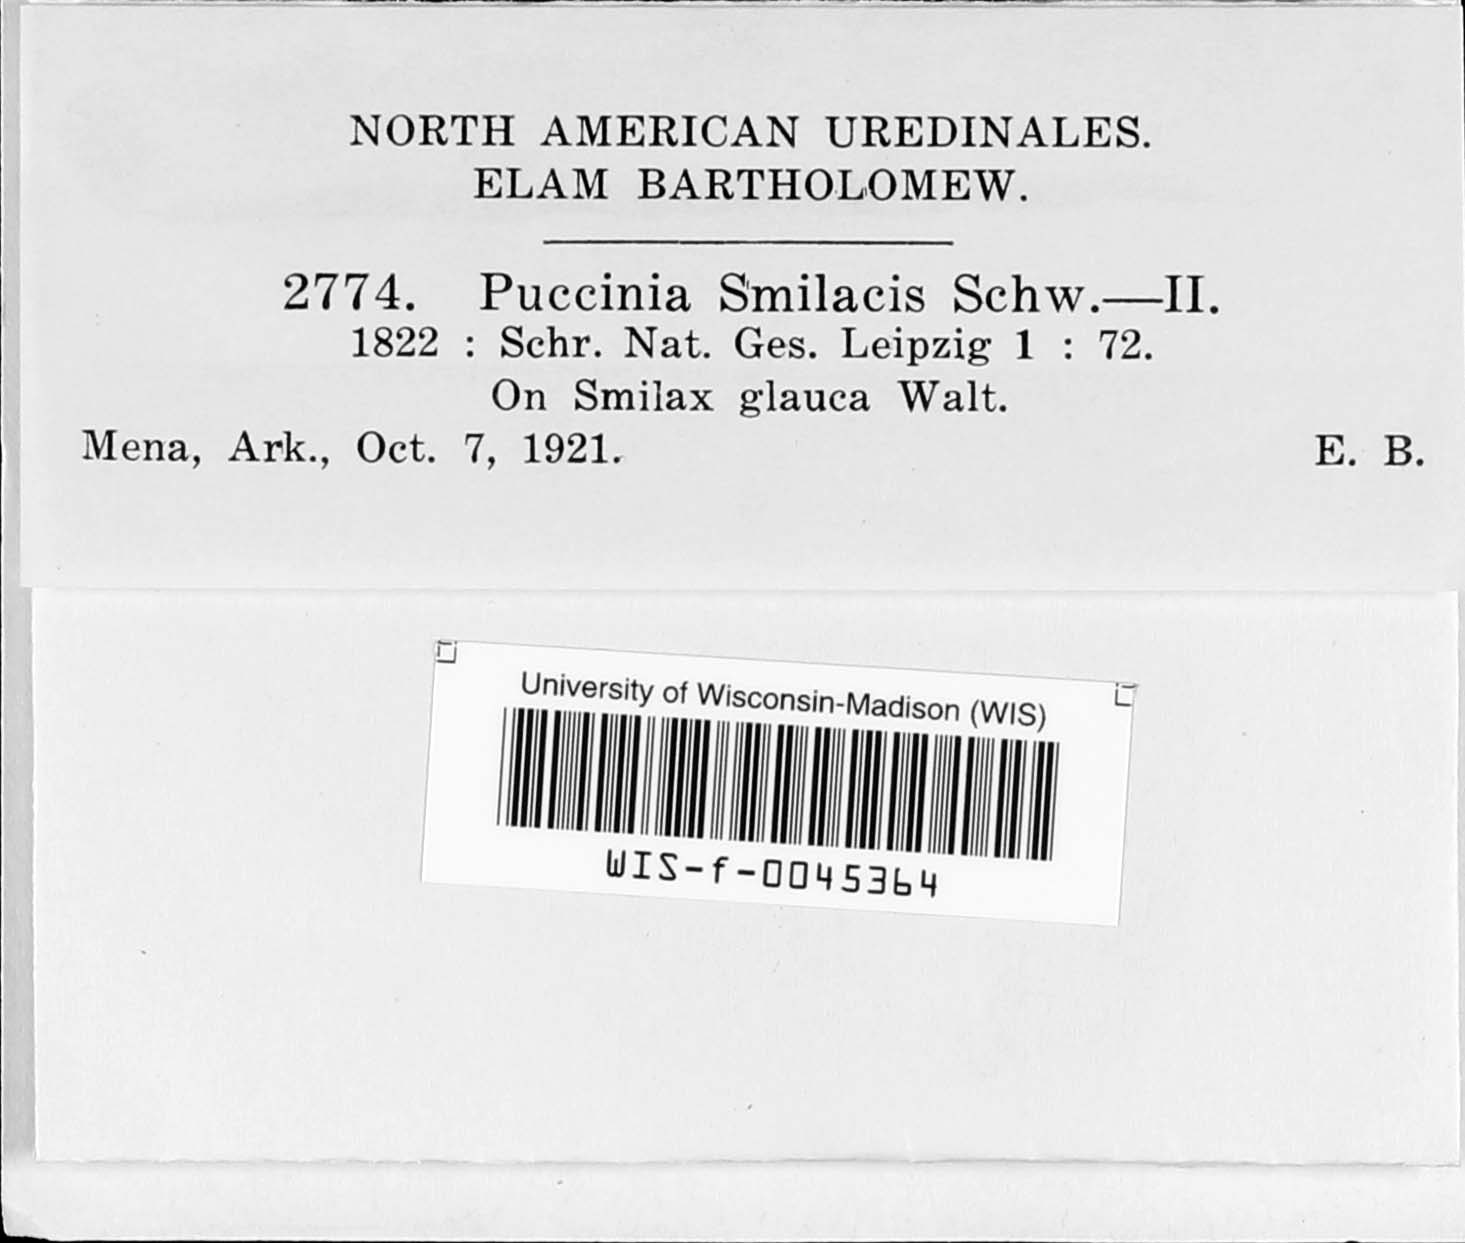 NORTH AMERICAN UREDINALES.
ELAM BARTHOLOMEW.
2774. Puccinia Smilacis Schw.—II.
1822 : Schr. Nat. Ges. Leipzig 1 : 72.
On Smilax glauca Walt.
Mena, Ark., Oct. 7, 1921. E. B.
University of Wisconsin-Madison (WIS)
WIS-f-0045364